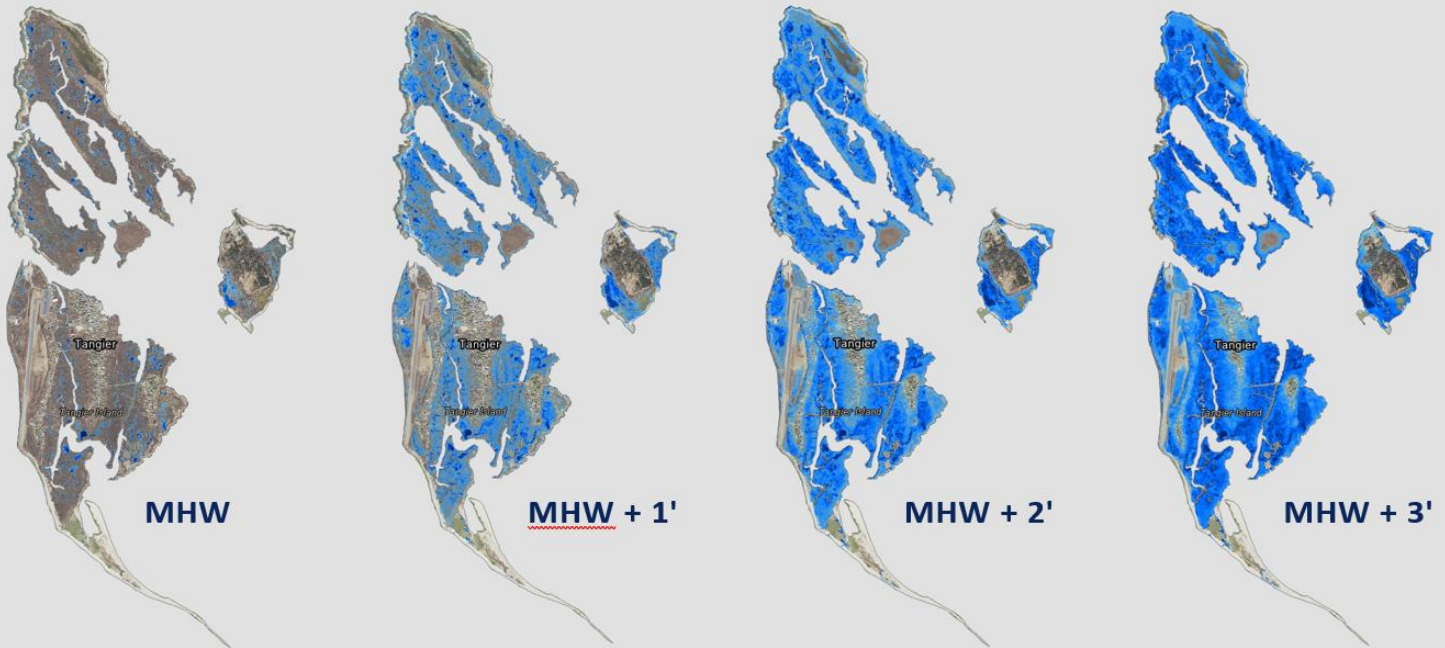 Tangier
Tangier Island
MHW
Tangier
Tangier Island
MHW + 1'
Tangier
Tangier Island
MHW + 2'
Tangier
Tangier Island
MHW + 3'